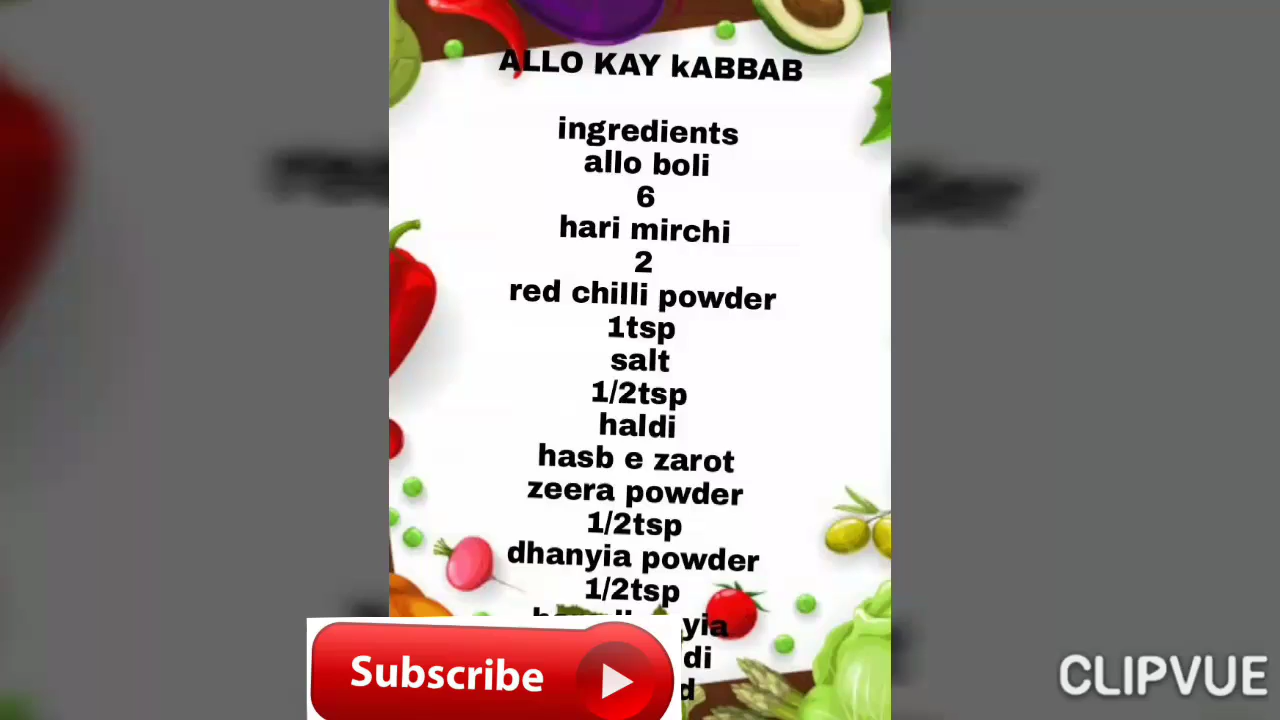 ALLO KAY kABBAB
ingredients
allo boli
6
hari mirchi
2
red chilli powder
1tsp
salt
1/2tsp
haldi
hasb e zarot
zeera powder
1/2tsp
dhanyia powder
1/2tsp
Subscribe
CLIPVUE